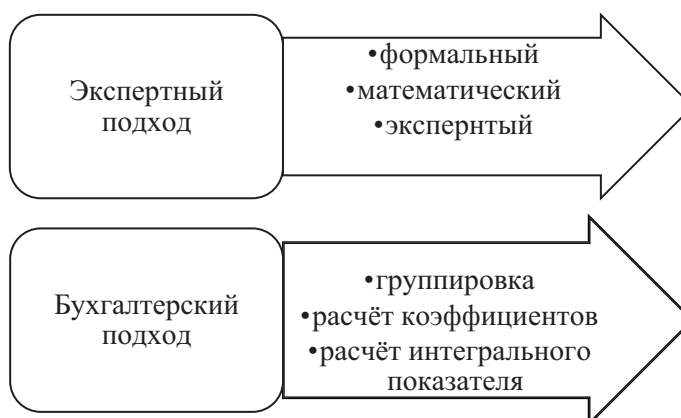 Экспертный
подход
•формальный
•математический
•экспернтый
Бухгалтерский
подход
•группировка
•расчёт коэффициентов
•расчёт интегрального
показателя